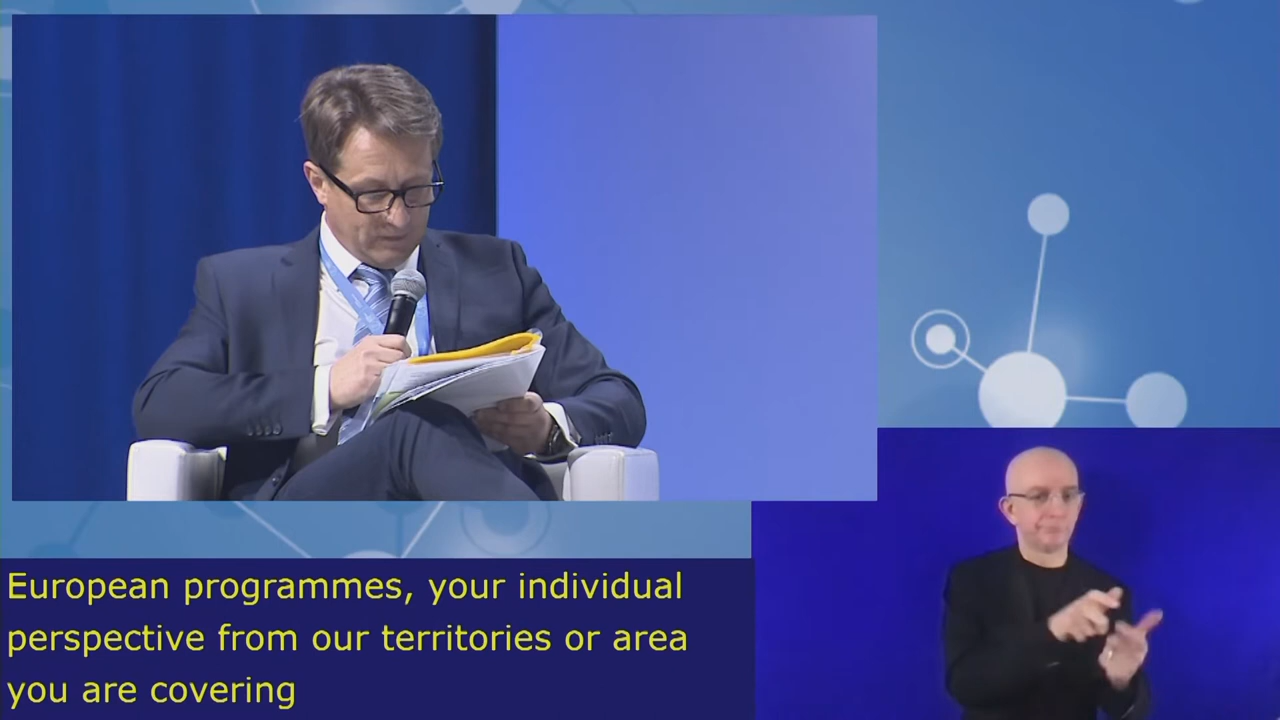 European programmes, your individual
perspective from our territories or area
you are covering